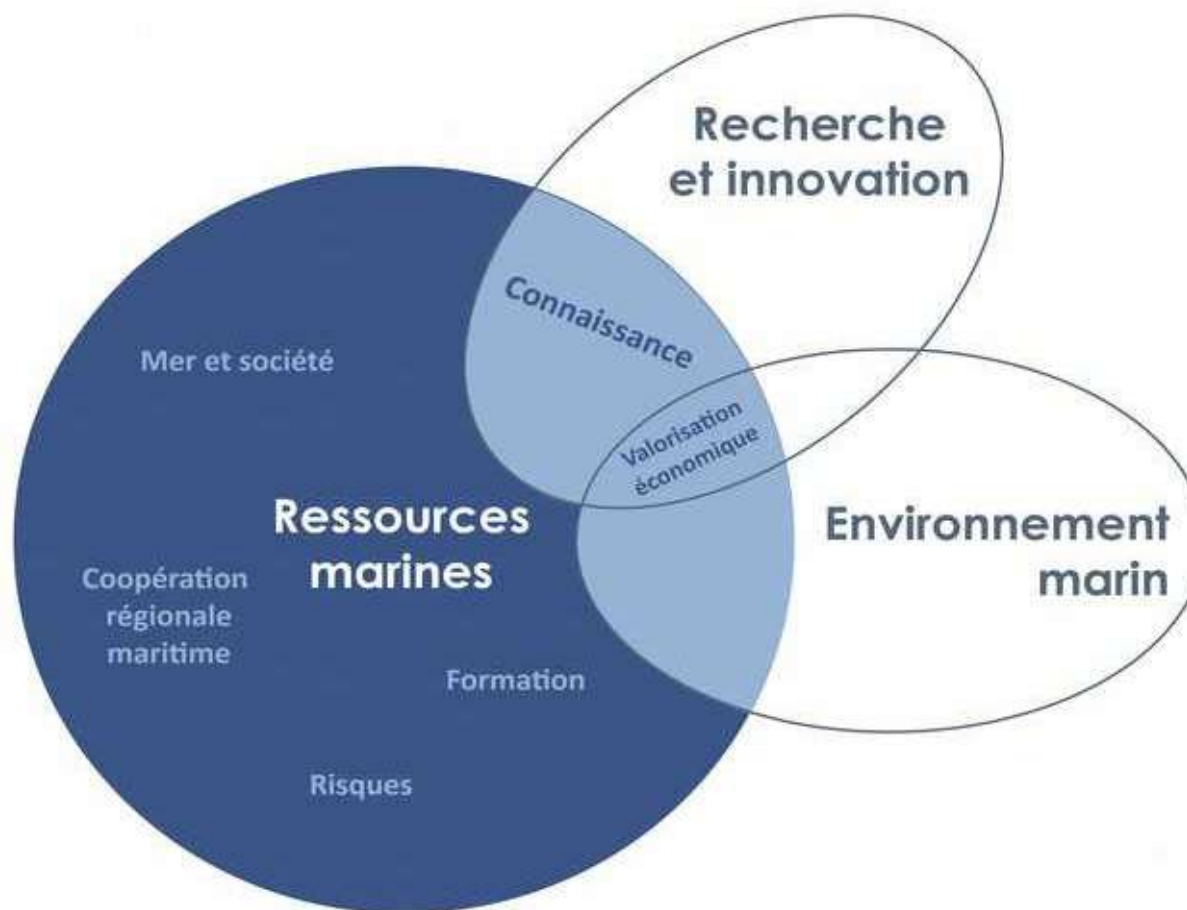 Recherche
et innovation
Connaissance
Mer et société
Valorisation
économique
Ressources
marines
Environnement
marin
Coopération
régionale
maritime
Formation
Risques